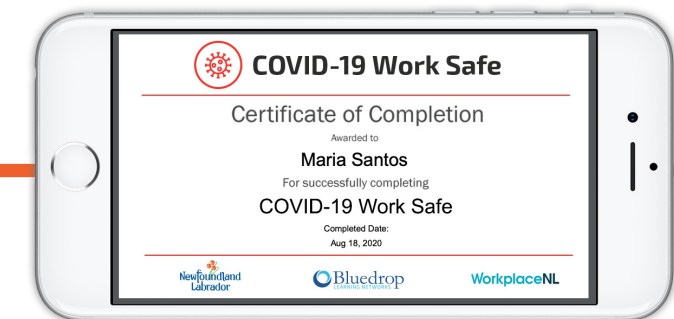 COVID-19 Work Safe
Certificate of Completion
Awarded to
Maria Santos
For successfully completing
COVID-19 Work Safe
Completed Date:
Aug 18, 2020
Newfoundland
Labrador
Bluedrop
LEARNING NETWORKS
WorkplaceNL